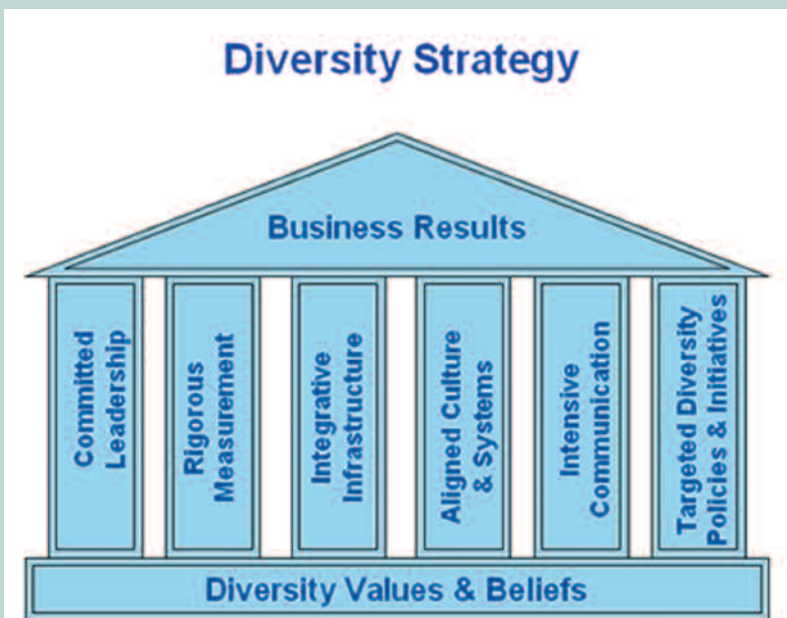 Diversity Strategy
Business Results
Committed
Leadership
Rigorous
Measurement
Integrative
Infrastructure
Aligned Culture
& Systems
Intensive
Communication
Targeted Diversity
Policies & Initiatives
Diversity Values & Beliefs